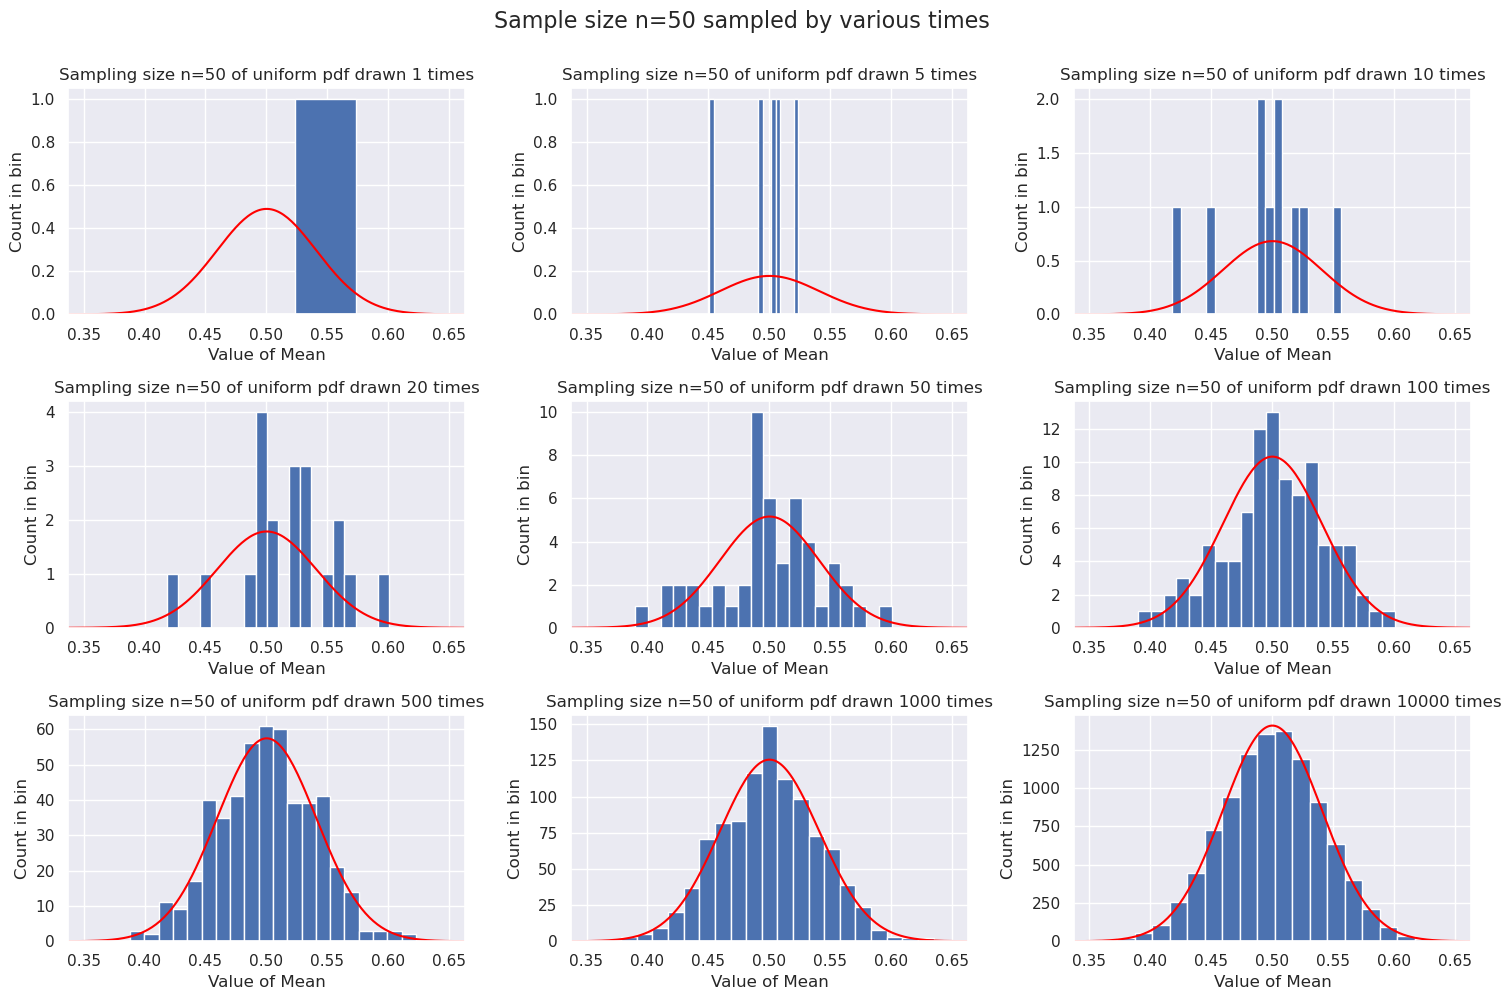 Sample size n=50 sampled by various times
Sampling size n=50 of uniform pdf drawn 1 times
1.0
0.8
0.6
0.4
0.2
0.0
Count in bin
0.35 0.40 0.45 0.50 0.55 0.60 0.65
Value of Mean
Sampling size n=50 of uniform pdf drawn 5 times
1.0
0.8
0.6
0.4
0.2
0.0
Count in bin
0.35 0.40 0.45 0.50 0.55 0.60 0.65
Value of Mean
Sampling size n=50 of uniform pdf drawn 10 times
2.0
1.5
1.0
0.5
0.0
Count in bin
0.35 0.40 0.45 0.50 0.55 0.60 0.65
Value of Mean
Sampling size n=50 of uniform pdf drawn 20 times
4
3
2
1
0
Count in bin
0.35 0.40 0.45 0.50 0.55 0.60 0.65
Value of Mean
Sampling size n=50 of uniform pdf drawn 50 times
10
8
6
4
2
0
Count in bin
0.35 0.40 0.45 0.50 0.55 0.60 0.65
Value of Mean
Sampling size n=50 of uniform pdf drawn 100 times
12
10
8
6
4
2
0
Count in bin
0.35 0.40 0.45 0.50 0.55 0.60 0.65
Value of Mean
Sampling size n=50 of uniform pdf drawn 500 times
60
50
40
30
20
10
0
Count in bin
0.35 0.40 0.45 0.50 0.55 0.60 0.65
Value of Mean
Sampling size n=50 of uniform pdf drawn 1000 times
150
125
100
75
50
25
0
Count in bin
0.35 0.40 0.45 0.50 0.55 0.60 0.65
Value of Mean
Sampling size n=50 of uniform pdf drawn 10000 times
1250
1000
750
500
250
0
Count in bin
0.35 0.40 0.45 0.50 0.55 0.60 0.65
Value of Mean